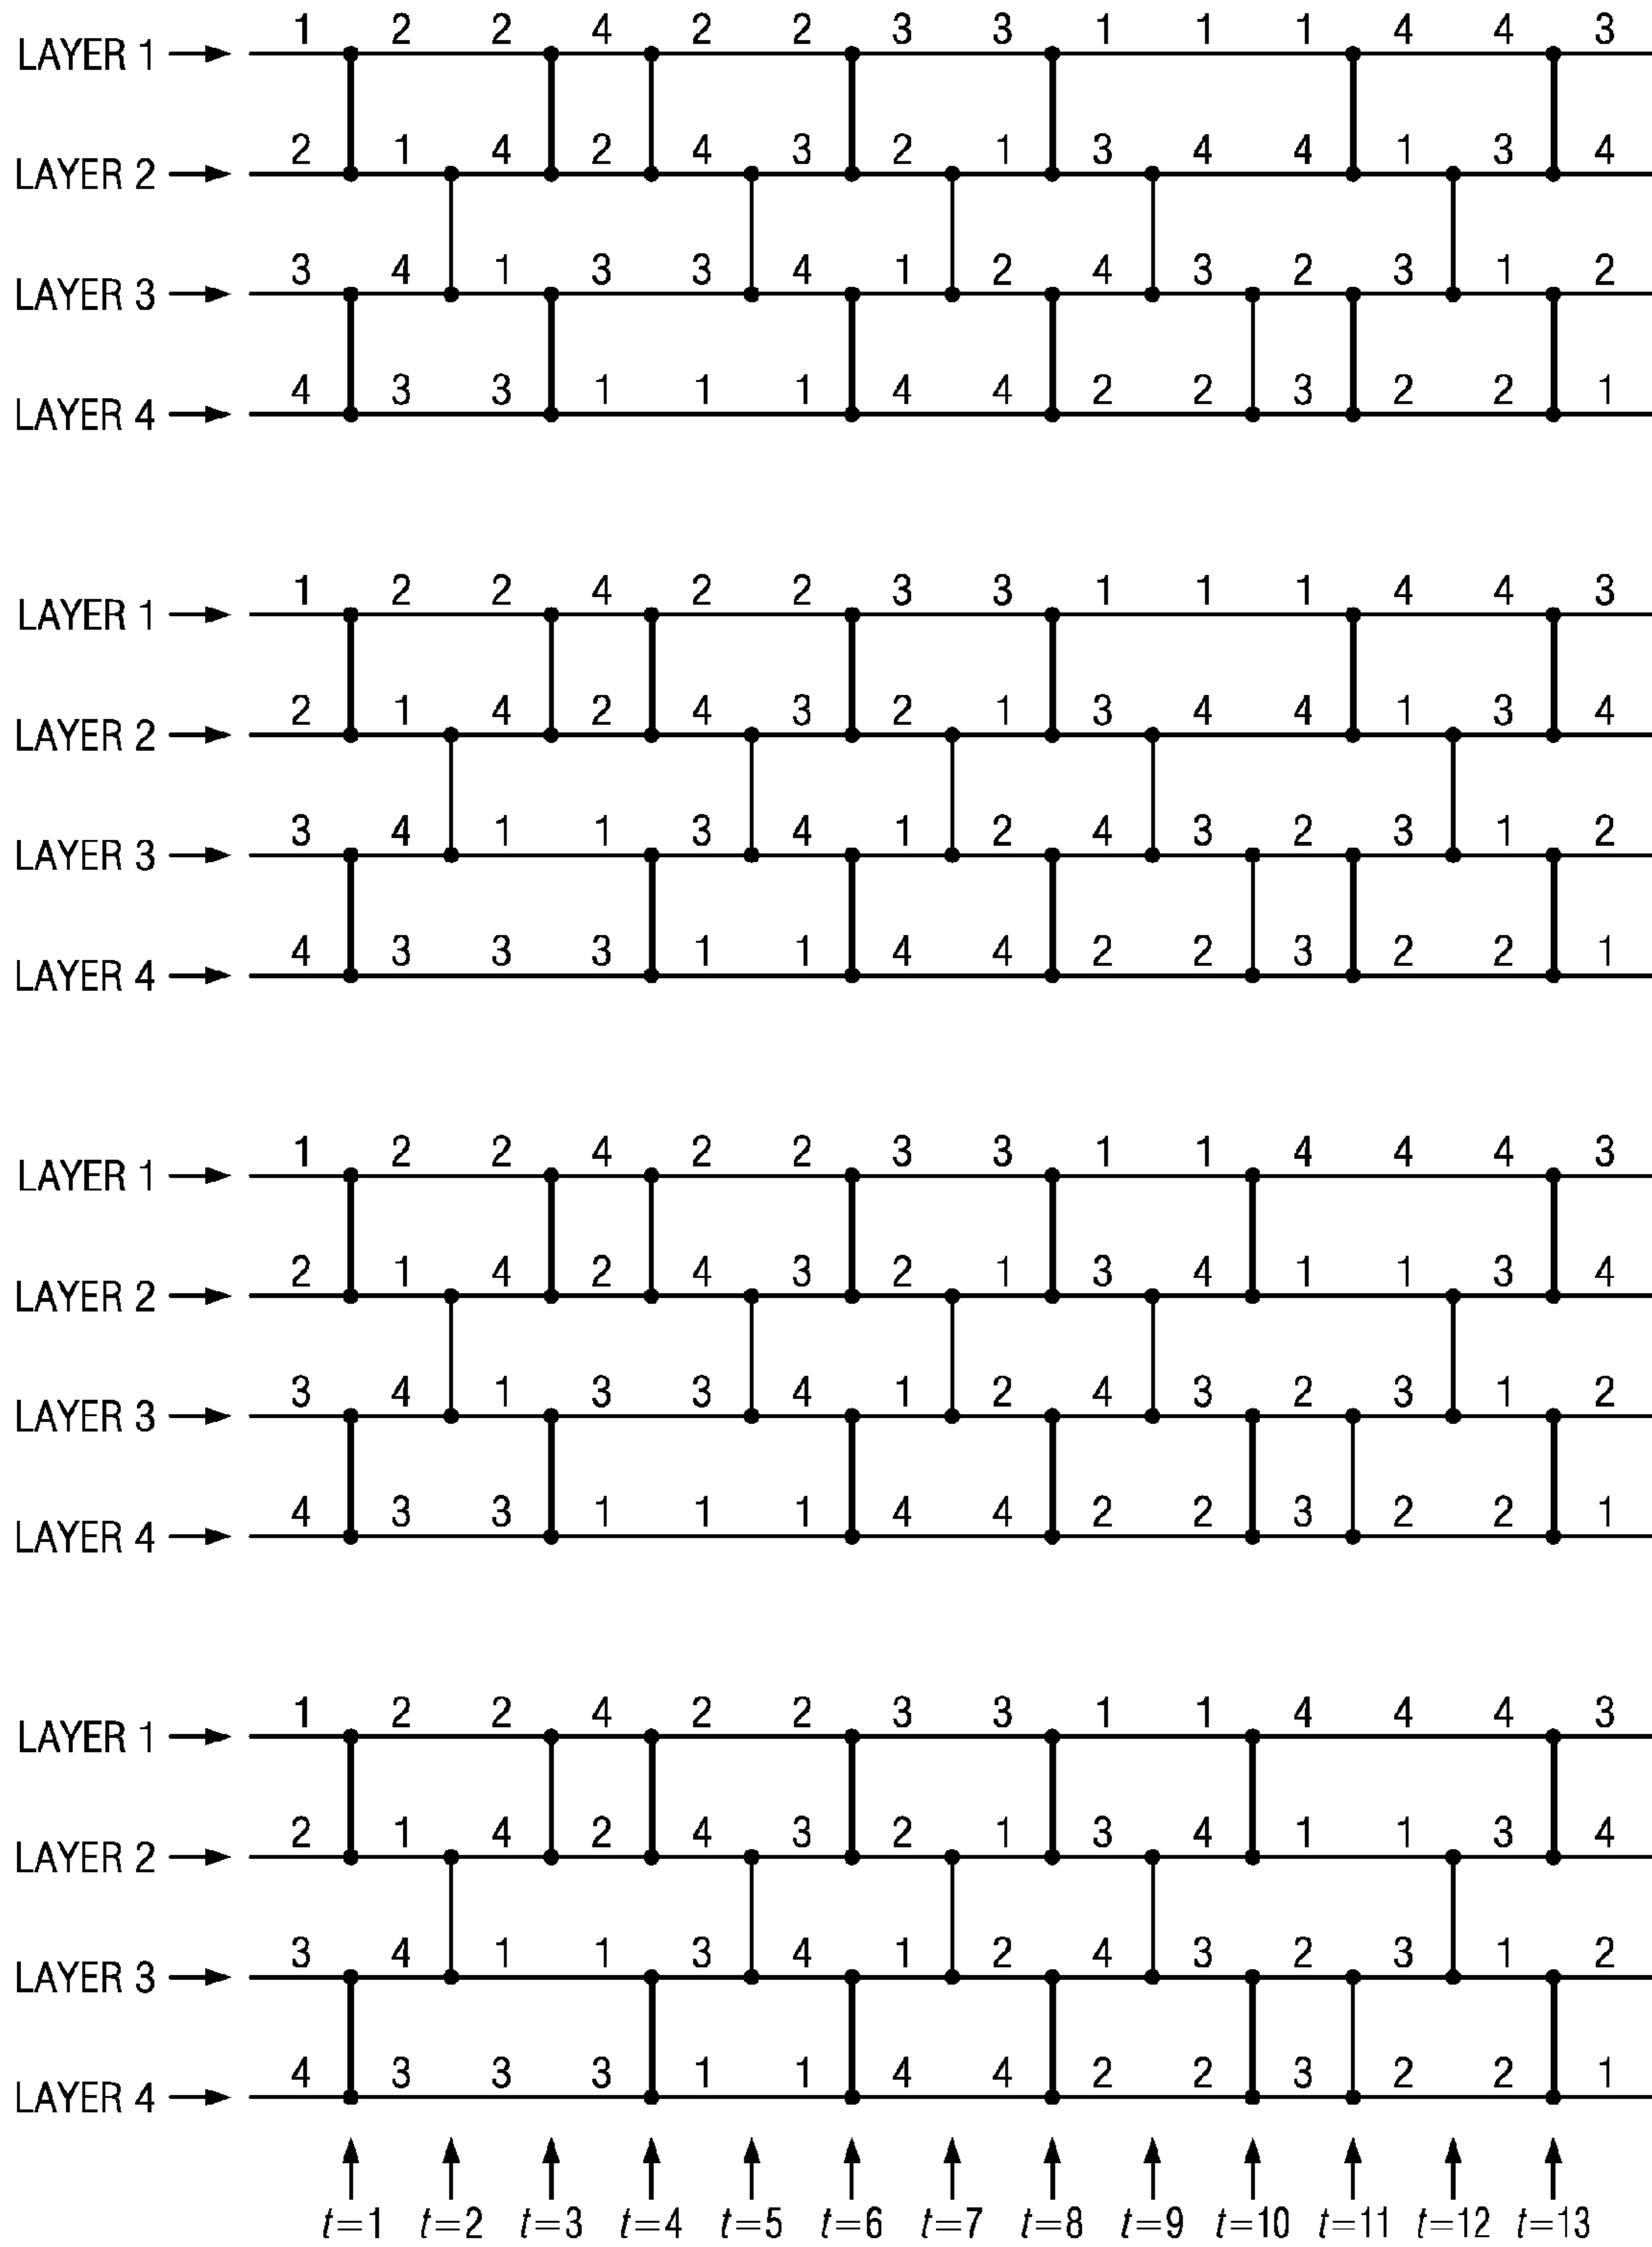 1 2 2 4 2 2 3 3 1 1 1 4 4 3
LAYER 1
2 1 4 2 4 3 2 1 3 4 4 1 3 4
LAYER 2
3 4 1 3 3 4 1 2 4 3 2 3 1 2
LAYER 3
4 3 3 1 1 1 4 4 2 2 3 2 2 1
LAYER 4
1 2 2 4 2 2 3 3 1 1 1 4 4 3
LAYER 1
2 1 4 2 4 3 2 1 3 4 4 1 3 4
LAYER 2
3 4 1 1 3 4 1 2 4 3 2 3 1 2
LAYER 3
4 3 3 3 1 1 4 4 2 2 3 2 2 1
LAYER 4
1 2 2 4 2 2 3 3 1 1 4 4 4 3
LAYER 1
2 1 4 2 4 3 2 1 3 4 1 1 3 4
LAYER 2
3 4 1 3 3 4 1 2 4 3 2 3 1 2
LAYER 3
4 3 3 1 1 1 4 4 2 2 3 2 2 1
LAYER 4
1 2 2 4 2 2 3 3 1 1 4 4 4 3
LAYER 1
2 1 4 2 4 3 2 1 3 4 1 1 3 4
LAYER 2
3 4 1 1 3 4 1 2 4 3 2 3 1 2
LAYER 3
4 3 3 3 1 1 4 4 2 2 3 2 2 1
LAYER 4
t=1 t=2 t=3 t=4 t=5 t=6 t=7 t=8 t=9 t=10 t=11 t=12 t=13